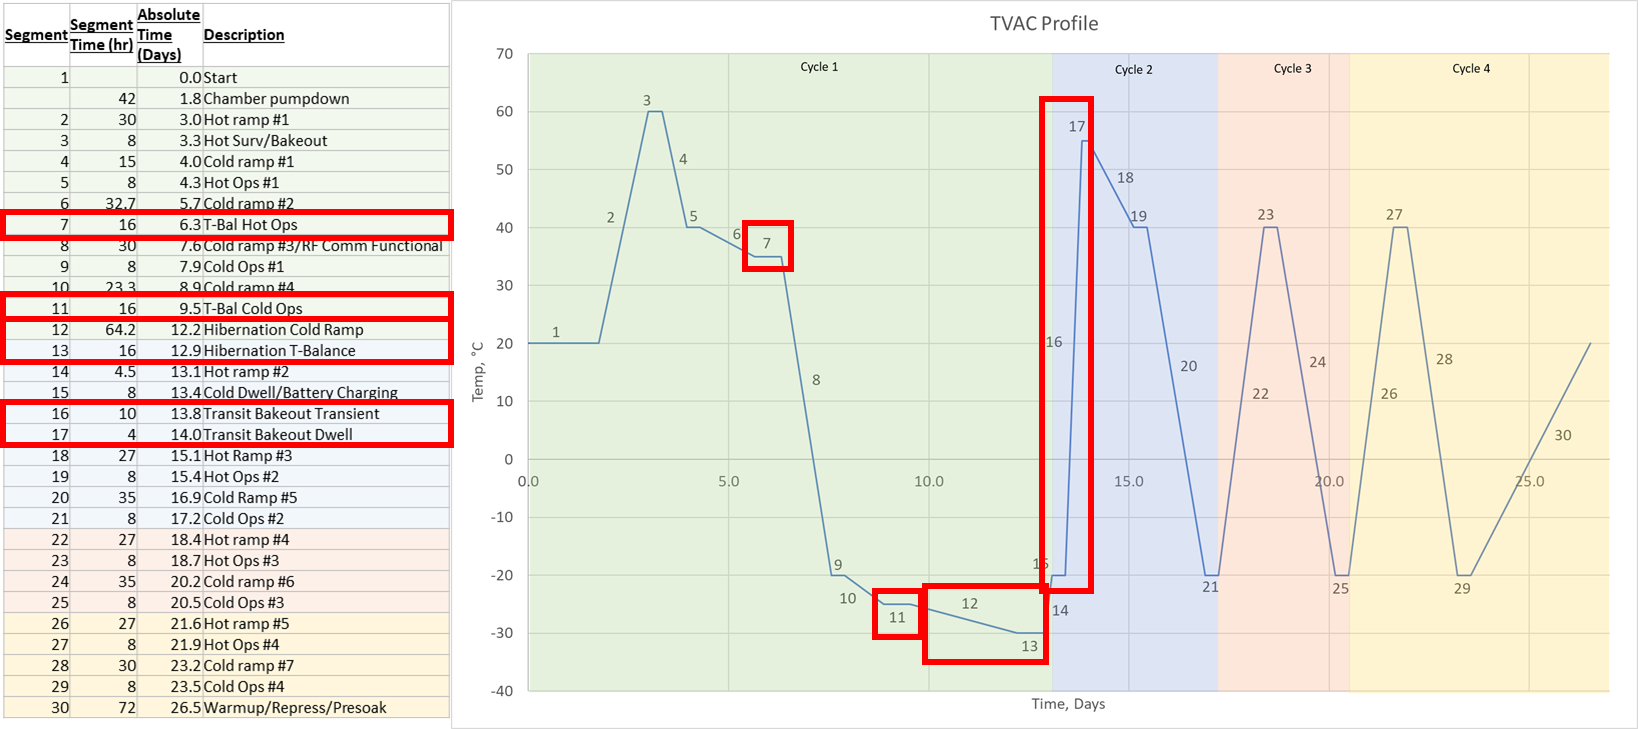 Segment Segment Time (hr) Absolute Time (Days) Description
1 0.0 Start
42 1.8 Chamber pumpdown
2 30 3.0 Hot ramp #1
3 8 3.3 Hot Surv/Bakeout
4 15 4.0 Cold ramp #1
5 8 4.3 Hot Ops #1
6 32.7 5.7 Cold ramp #2
7 16 6.3 T-Bal Hot Ops
8 30 7.6 Cold ramp #3/RF Comm Functional
9 8 7.9 Cold Ops #1
10 23.3 8.9 Cold ramp #4
11 16 9.5 T-Bal Cold Ops
12 64.2 12.2 Hibernation Cold Ramp
13 16 12.9 Hibernation T-Balance
14 4.5 13.1 Hot ramp #2
15 8 13.4 Cold Dwell/Battery Charging
16 10 13.8 Transit Bakeout Transient
17 4 14.0 Transit Bakeout Dwell
18 27 15.1 Hot Ramp #3
19 8 15.4 Hot Ops #2
20 35 16.9 Cold Ramp #5
21 8 17.2 Cold Ops #2
22 27 18.4 Hot ramp #4
23 8 18.7 Hot Ops #3
24 35 20.2 Cold ramp #6
25 8 20.5 Cold Ops #3
26 27 21.6 Hot ramp #5
27 8 21.9 Hot Ops #4
28 30 23.2 Cold ramp #7
29 8 23.5 Cold Ops #4
30 72 26.5 Warmup/Repress/Presoak
TVAC Profile
Cycle 1 Cycle 2 Cycle 3 Cycle 4
Temp, °C
70
60
50
40
30
20
10
0
-10
-20
-30
-40
0.0 5.0 10.0 15.0 20.0 25.0
Time, Days
1
2
3
4
5
6
7
8
9
10
11
12
13
14
15
16
17
18
19
20
21
22
23
24
25
26
27
28
29
30